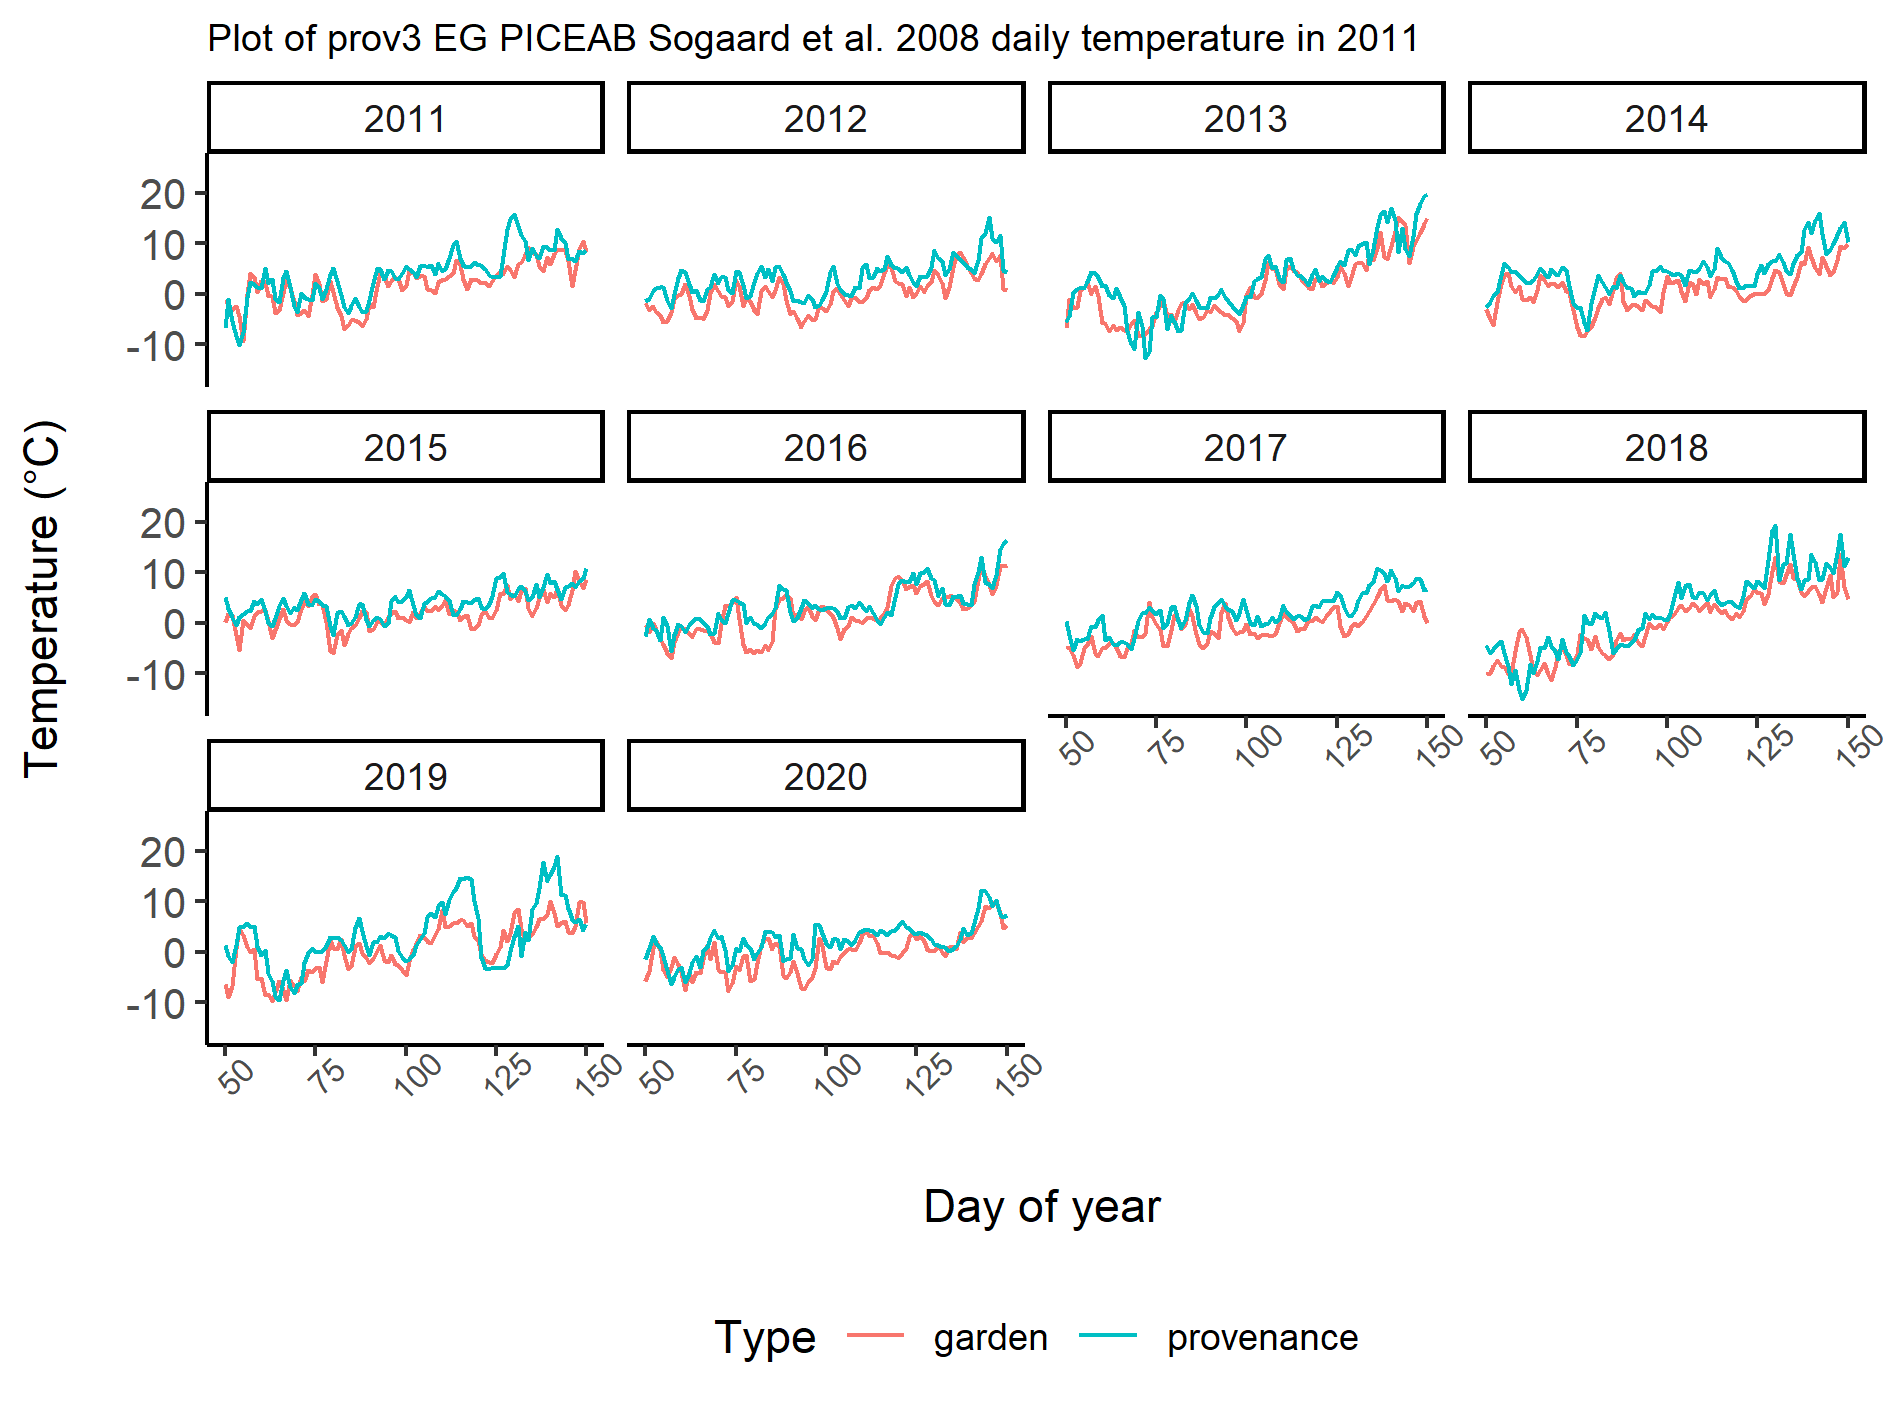 Plot of prov3 EG PICEAB Sogaard et al. 2008 daily temperature in 2011
2011 2012 2013 2014
20
10
0
-10
2015 2016 2017 2018
20
10
0
-10
50 75 100 125 150 50 75 100 125 150
2019 2020
20
10
0
-10
50 75 100 125 150 50 75 100 125 150
Temperature (°C)
Day of year
Type garden provenance